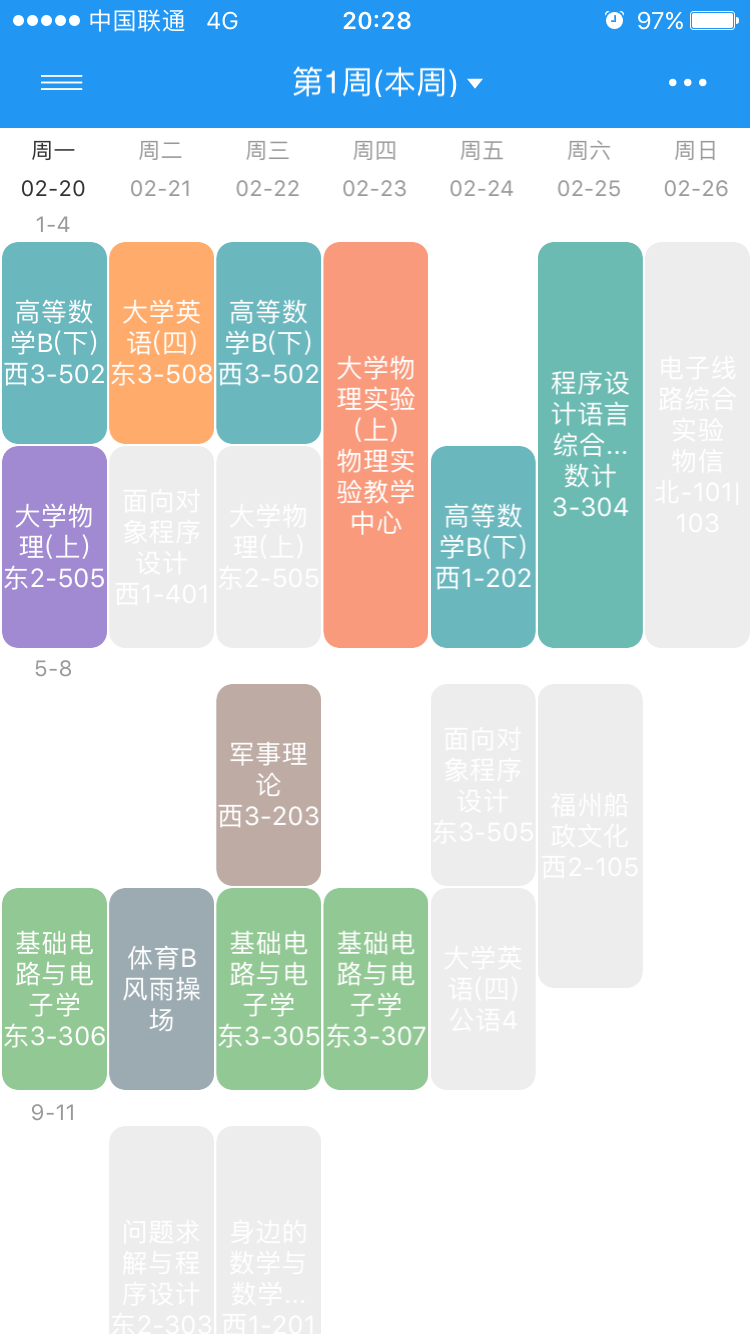 中国联通 4G 20:28 97%
第1周(本周)
周一 周二 周三 周四 周五 周六 周日
02-20 02-21 02-22 02-23 02-24 02-25 02-26
1-4
高等数
学B(下)
西3-502
大学英
语(四)
东3-508
高等数
学B(下)
西3-502
大学物
理实验
(上)
物理实
验教学
中心
程序设
计语言
综合...
数计
3-304
电子线
路综合
实验
物信
北-101|
103
大学物
理(上)
东2-505
面向对
象程序
设计
西1-401
大学物
理(上)
东2-505
高等数
学B(下)
西1-202
5-8
军事理
论
西3-203
面向对
象程序
设计
东3-505
福州船
政文化
西2-105
基础电
路与电
子学
东3-306
体育B
风雨操
场
基础电
路与电
子学
东3-305
基础电
路与电
子学
东3-307
大学英
语(四)
公语4
9-11
问题求
解与程
序设计
东2-303
身边的
数学与
数学...
西1-201